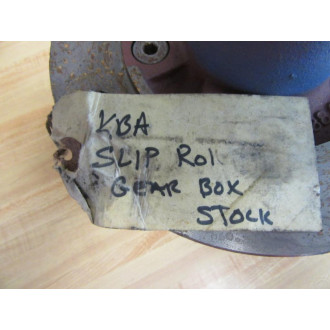 KBA
SLIP ROL
GEAR BOX
STOCK